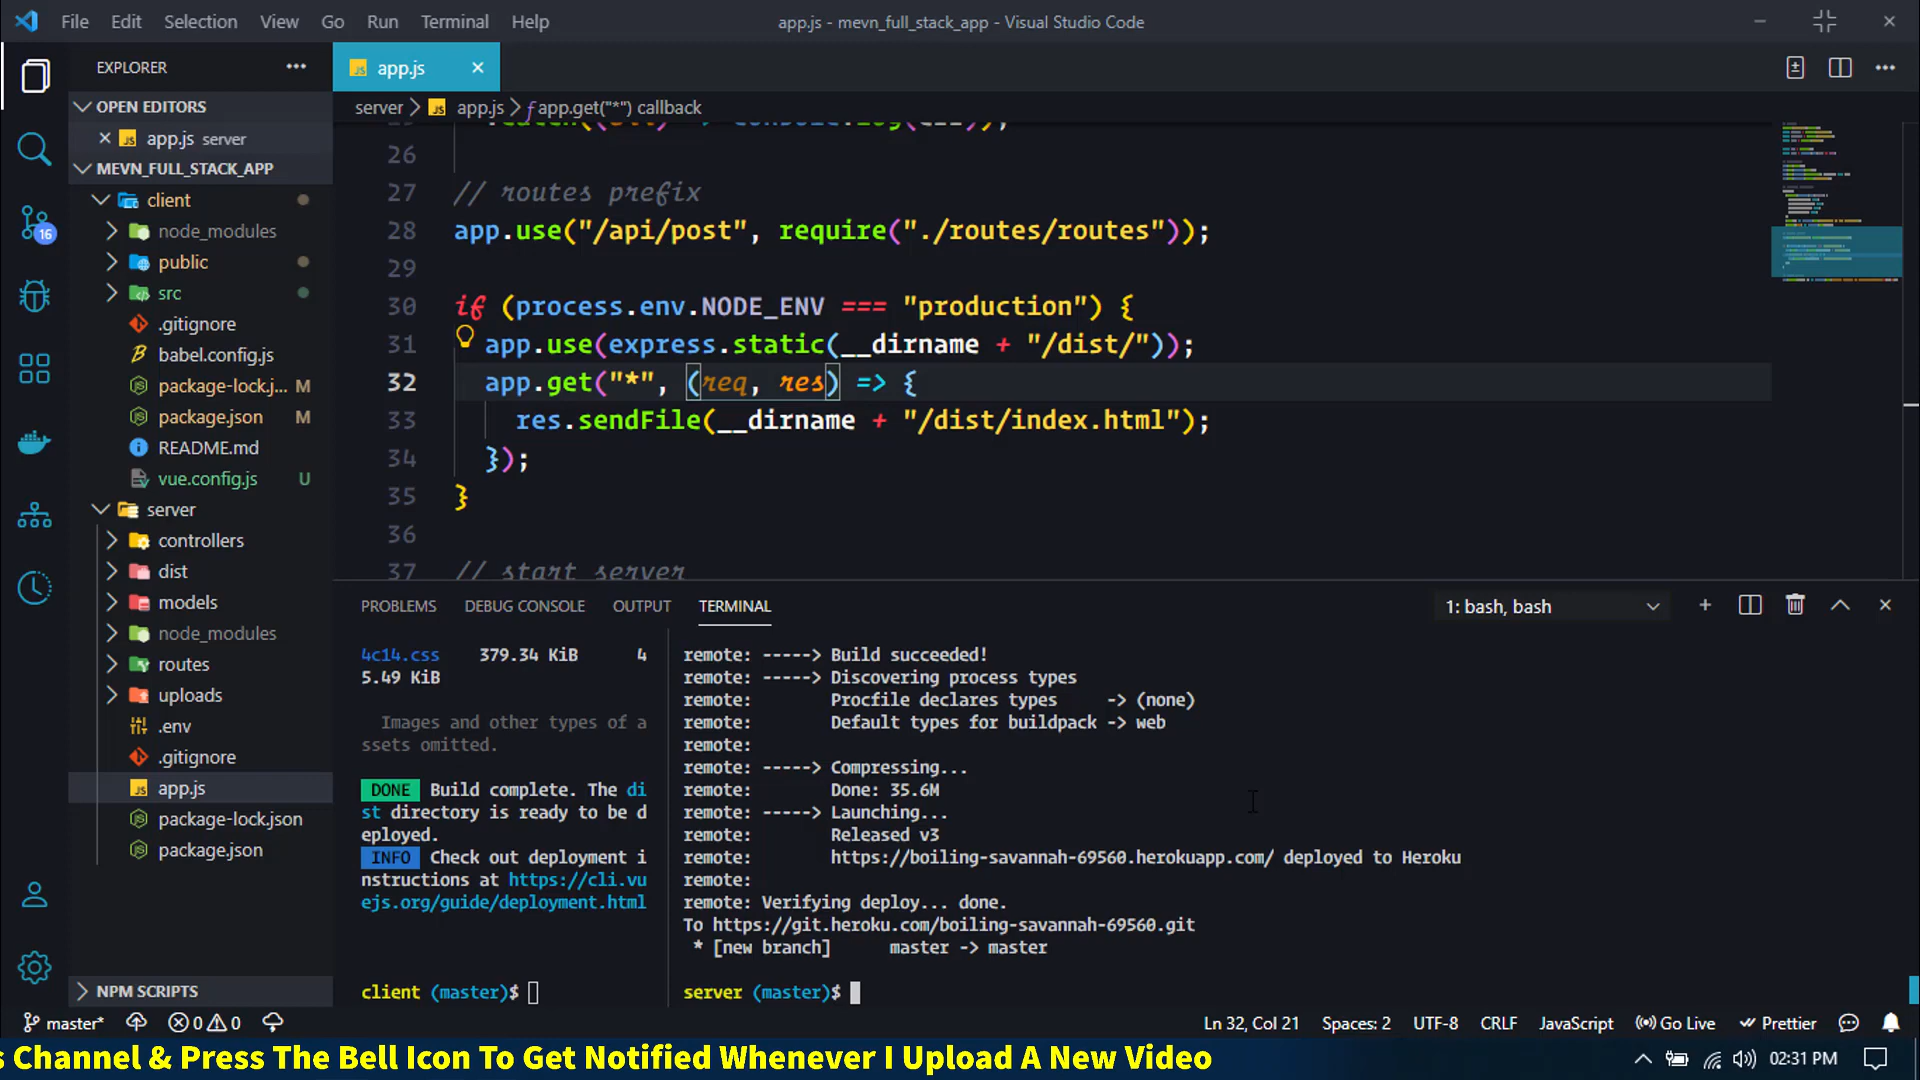 File Edit Selection View Go Run Terminal Help
app.js - mevn_full_stack_app - Visual Studio Code
EXPLORER
OPEN EDITORS
app.js server
MEVN_FULL_STACK_APP
client
node_modules
public
src
.gitignore
babel.config.js
package-lock.j... M
package.json M
README.md
vue.config.js U
server
controllers
dist
models
node_modules
routes
uploads
.env
.gitignore
app.js
package-lock.json
package.json
NPM SCRIPTS
16
app.js
server > app.js > app.get("*") callback
26
27 // routes prefix
28 app.use("/api/post", require("./routes/routes"));
29
30 if (process.env.NODE_ENV === "production") {
31 app.use(express.static(__dirname + "/dist/"));
32 app.get("*", (req, res) => {
33 res.sendFile(__dirname + "/dist/index.html");
34 });
35 }
36
37 // start server
PROBLEMS DEBUG CONSOLE OUTPUT TERMINAL
1: bash, bash
4c14.css 379.34 KiB 4
5.49 KiB
Images and other types of a
ssets omitted.
DONE Build complete. The di
st directory is ready to be d
eployed.
INFO Check out deployment i
nstructions at https://cli.vu
ejs.org/guide/deployment.html
client (master)$
remote: -----> Build succeeded!
remote: -----> Discovering process types
remote: Procfile declares types -> (none)
remote: Default types for buildpack -> web
remote:
remote: -----> Compressing...
remote: Done: 35.6M
remote: -----> Launching...
remote: Released v3
remote: https://boiling-savannah-69560.herokuapp.com/ deployed to Heroku
remote:
remote: Verifying deploy... done.
To https://git.heroku.com/boiling-savannah-69560.git
* [new branch] master -> master
server (master)$
master* 0 0 Ln 32, Col 21 Spaces: 2 UTF-8 CRLF JavaScript Go Live Prettier
s Channel & Press The Bell Icon To Get Notified Whenever I Upload A New Video
02:31 PM